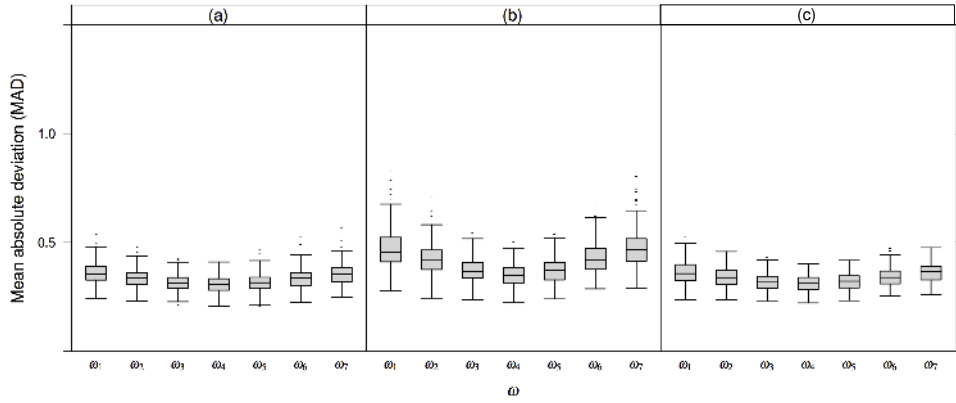 (a) (b) (c)
Mean absolute deviation (MAD)
1.0
0.5
ω1 ω2 ω3 ω4 ω5 ω6 ω7 ω1 ω2 ω3 ω4 ω5 ω6 ω7 ω1 ω2 ω3 ω4 ω5 ω6 ω7
ω